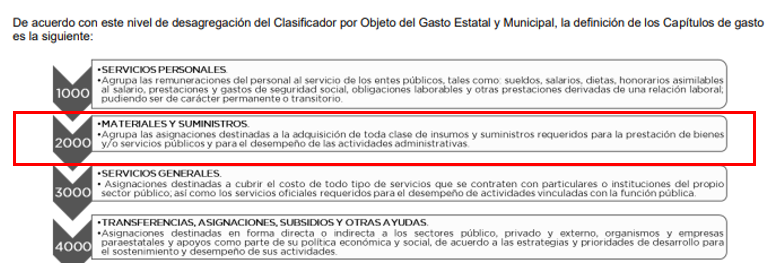 De acuerdo con este nivel de desagregación del Clasificador por Objeto del Gasto Estatal y Municipal, la definición de los Capítulos de gasto
es la siguiente:
1000
•SERVICIOS PERSONALES.
•Agrupa las remuneraciones del personal al servicio de los entes públicos, tales como: sueldos, salarios, dietas, honorarios asimilables
al salario, prestaciones y gastos de seguridad social, obligaciones laborales y otras prestaciones derivadas de una relación laboral;
pudiendo ser de carácter permanente o transitorio.
2000
•MATERIALES Y SUMINISTROS.
•Agrupa las asignaciones destinadas a la adquisición de toda clase de insumos y suministros requeridos para la prestación de bienes
y/o servicios públicos y para el desempeño de las actividades administrativas.
3000
•SERVICIOS GENERALES.
• Asignaciones destinadas a cubrir el costo de todo tipo de servicios que se contraten con particulares o instituciones del propio
sector público; así como los servicios oficiales requeridos para el desempeño de actividades vinculadas con la función pública.
4000
•TRANSFERENCIAS, ASIGNACIONES, SUBSIDIOS Y OTRAS AYUDAS.
•Asignaciones destinadas en forma directa o indirecta a los sectores público, privado y externo, organismos y empresas
paraestatales y apoyos como parte de su política económica y social, de acuerdo a las estrategias y prioridades de desarrollo para
el sostenimiento y desempeño de sus actividades.